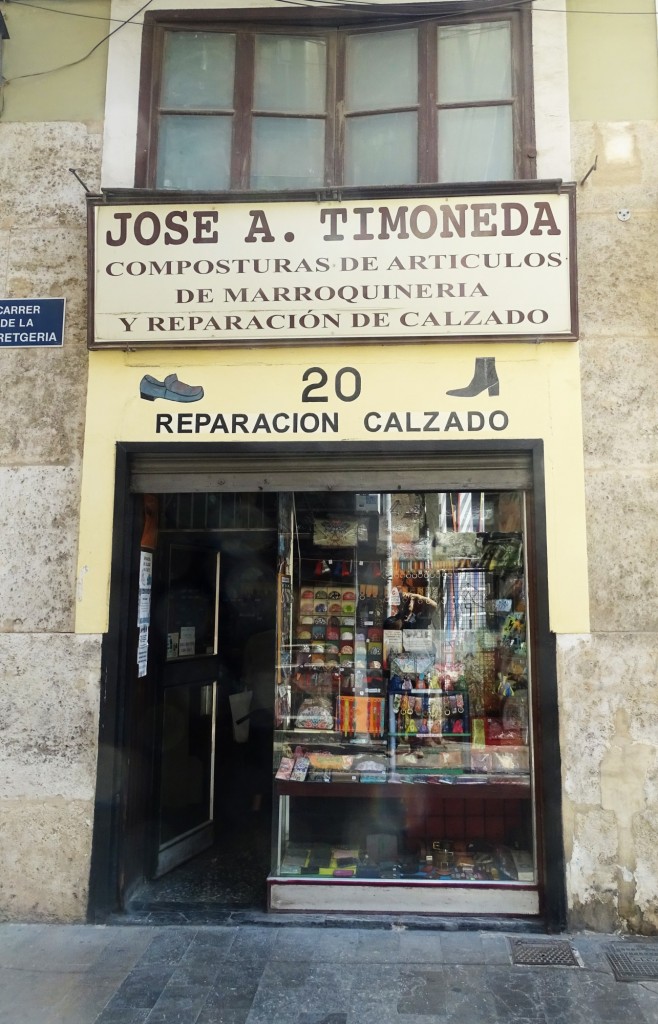 JOSE A. TIMONEDA
COMPOSTURAS DE ARTICULOS
DE MARROQUINERIA
Y REPARACIÓN DE CALZADO
CARRER
DE LA
RETGERIA
20
REPARACION CALZADO